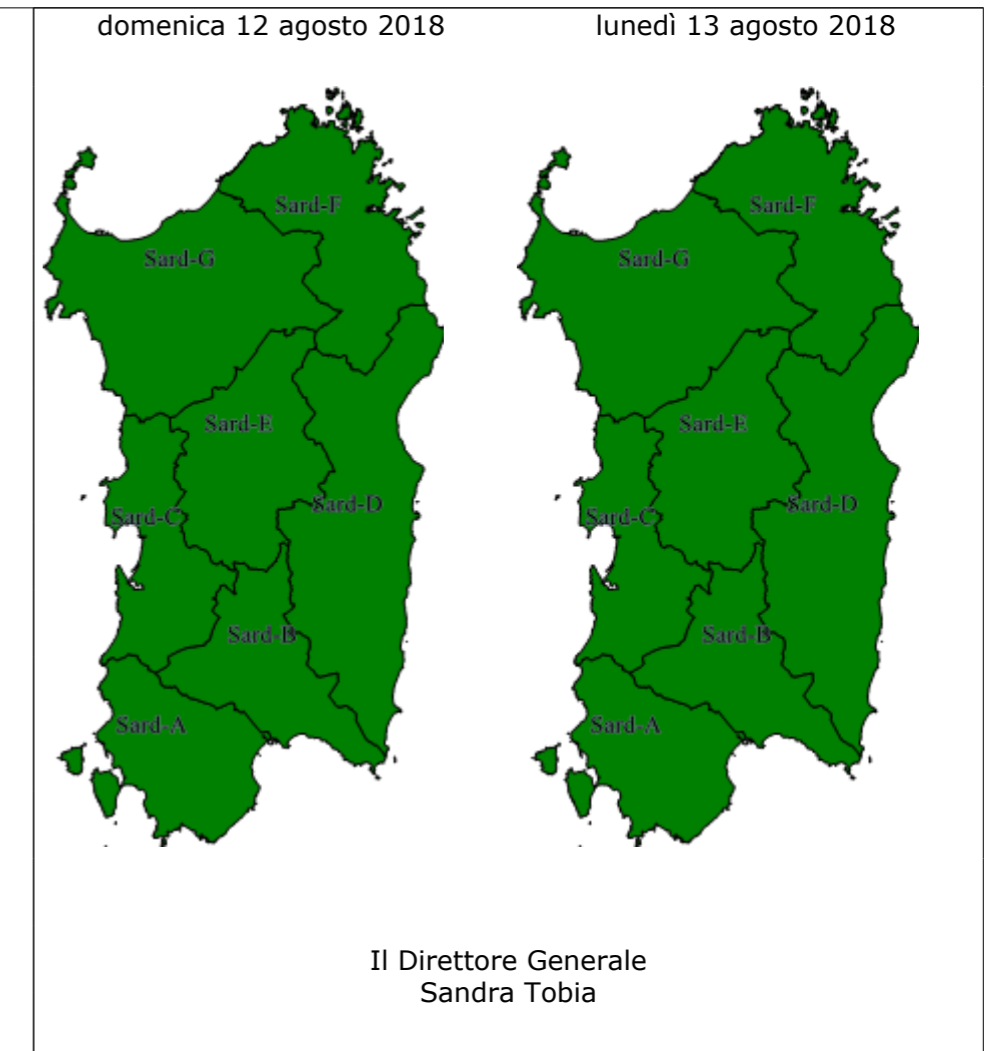 domenica 12 agosto 2018
lunedì 13 agosto 2018
Sard-F
Sard-G
Sard-E
Sard-D
Sard-C
Sard-B
Sard-A
Sard-F
Sard-G
Sard-E
Sard-D
Sard-C
Sard-B
Sard-A
Il Direttore Generale
Sandra Tobia